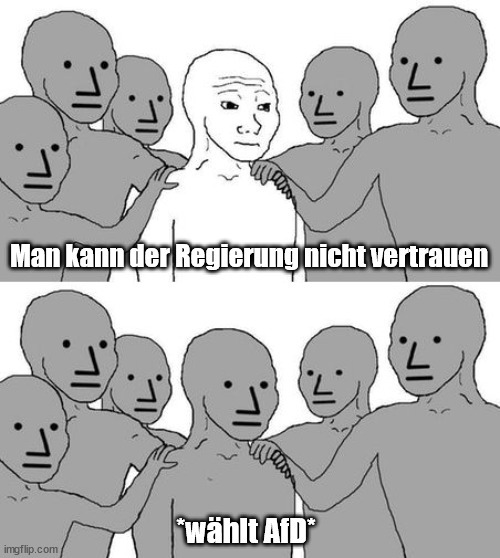 Man kann der Regierung nicht vertrauen
*wählt AfD*
imgflip.com